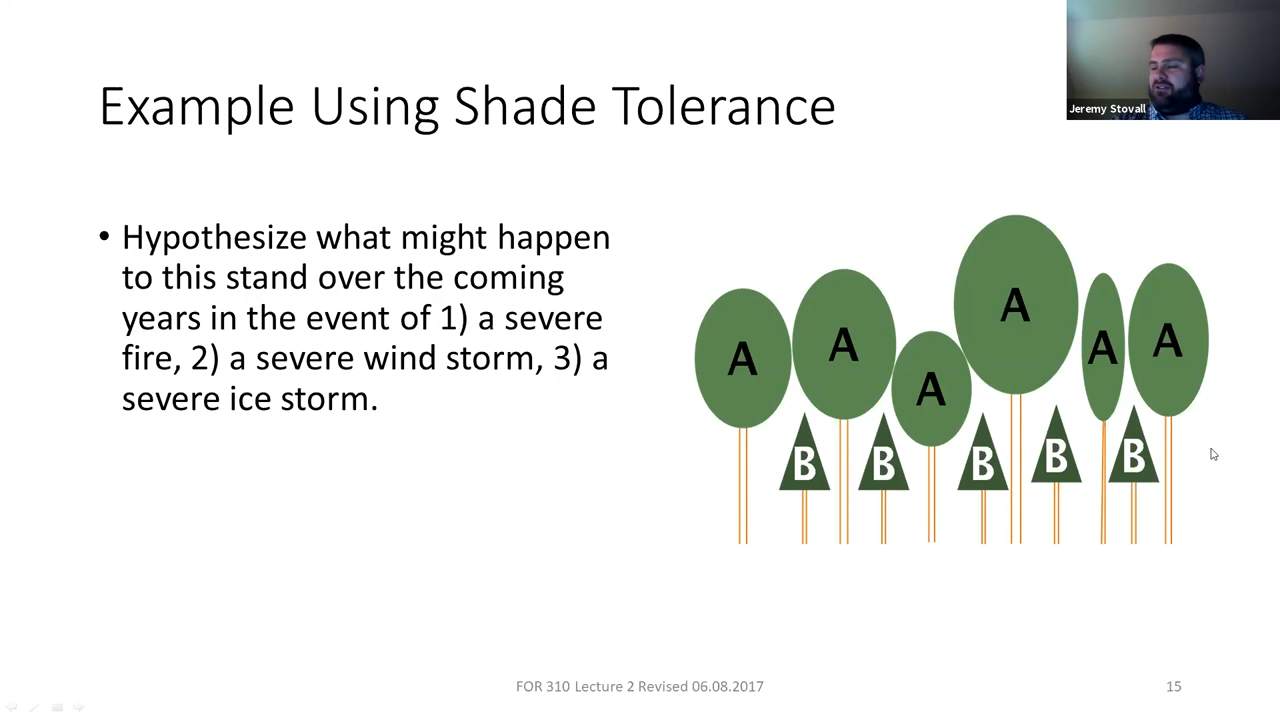 Jeremy Stovall
Example Using Shade Tolerance
• Hypothesize what might happen
to this stand over the coming
years in the event of 1) a severe
fire, 2) a severe wind storm, 3) a
severe ice storm.
A
A
A
A
A
A
B
B
B
B
B
FOR 310 Lecture 2 Revised 06.08.2017
15